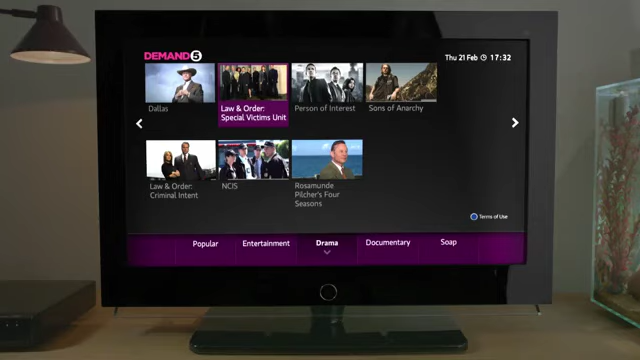 DEMAND5
Thu 21 Feb 17:32
Dallas
Law & Order:
Special Victims Unit
Person of Interest
Sons of Anarchy
Law & Order:
Criminal Intent
NCIS
Rosamunde
Pilcher's Four
Seasons
Terms of Use
Popular
Entertainment
Drama
Documentary
Soap